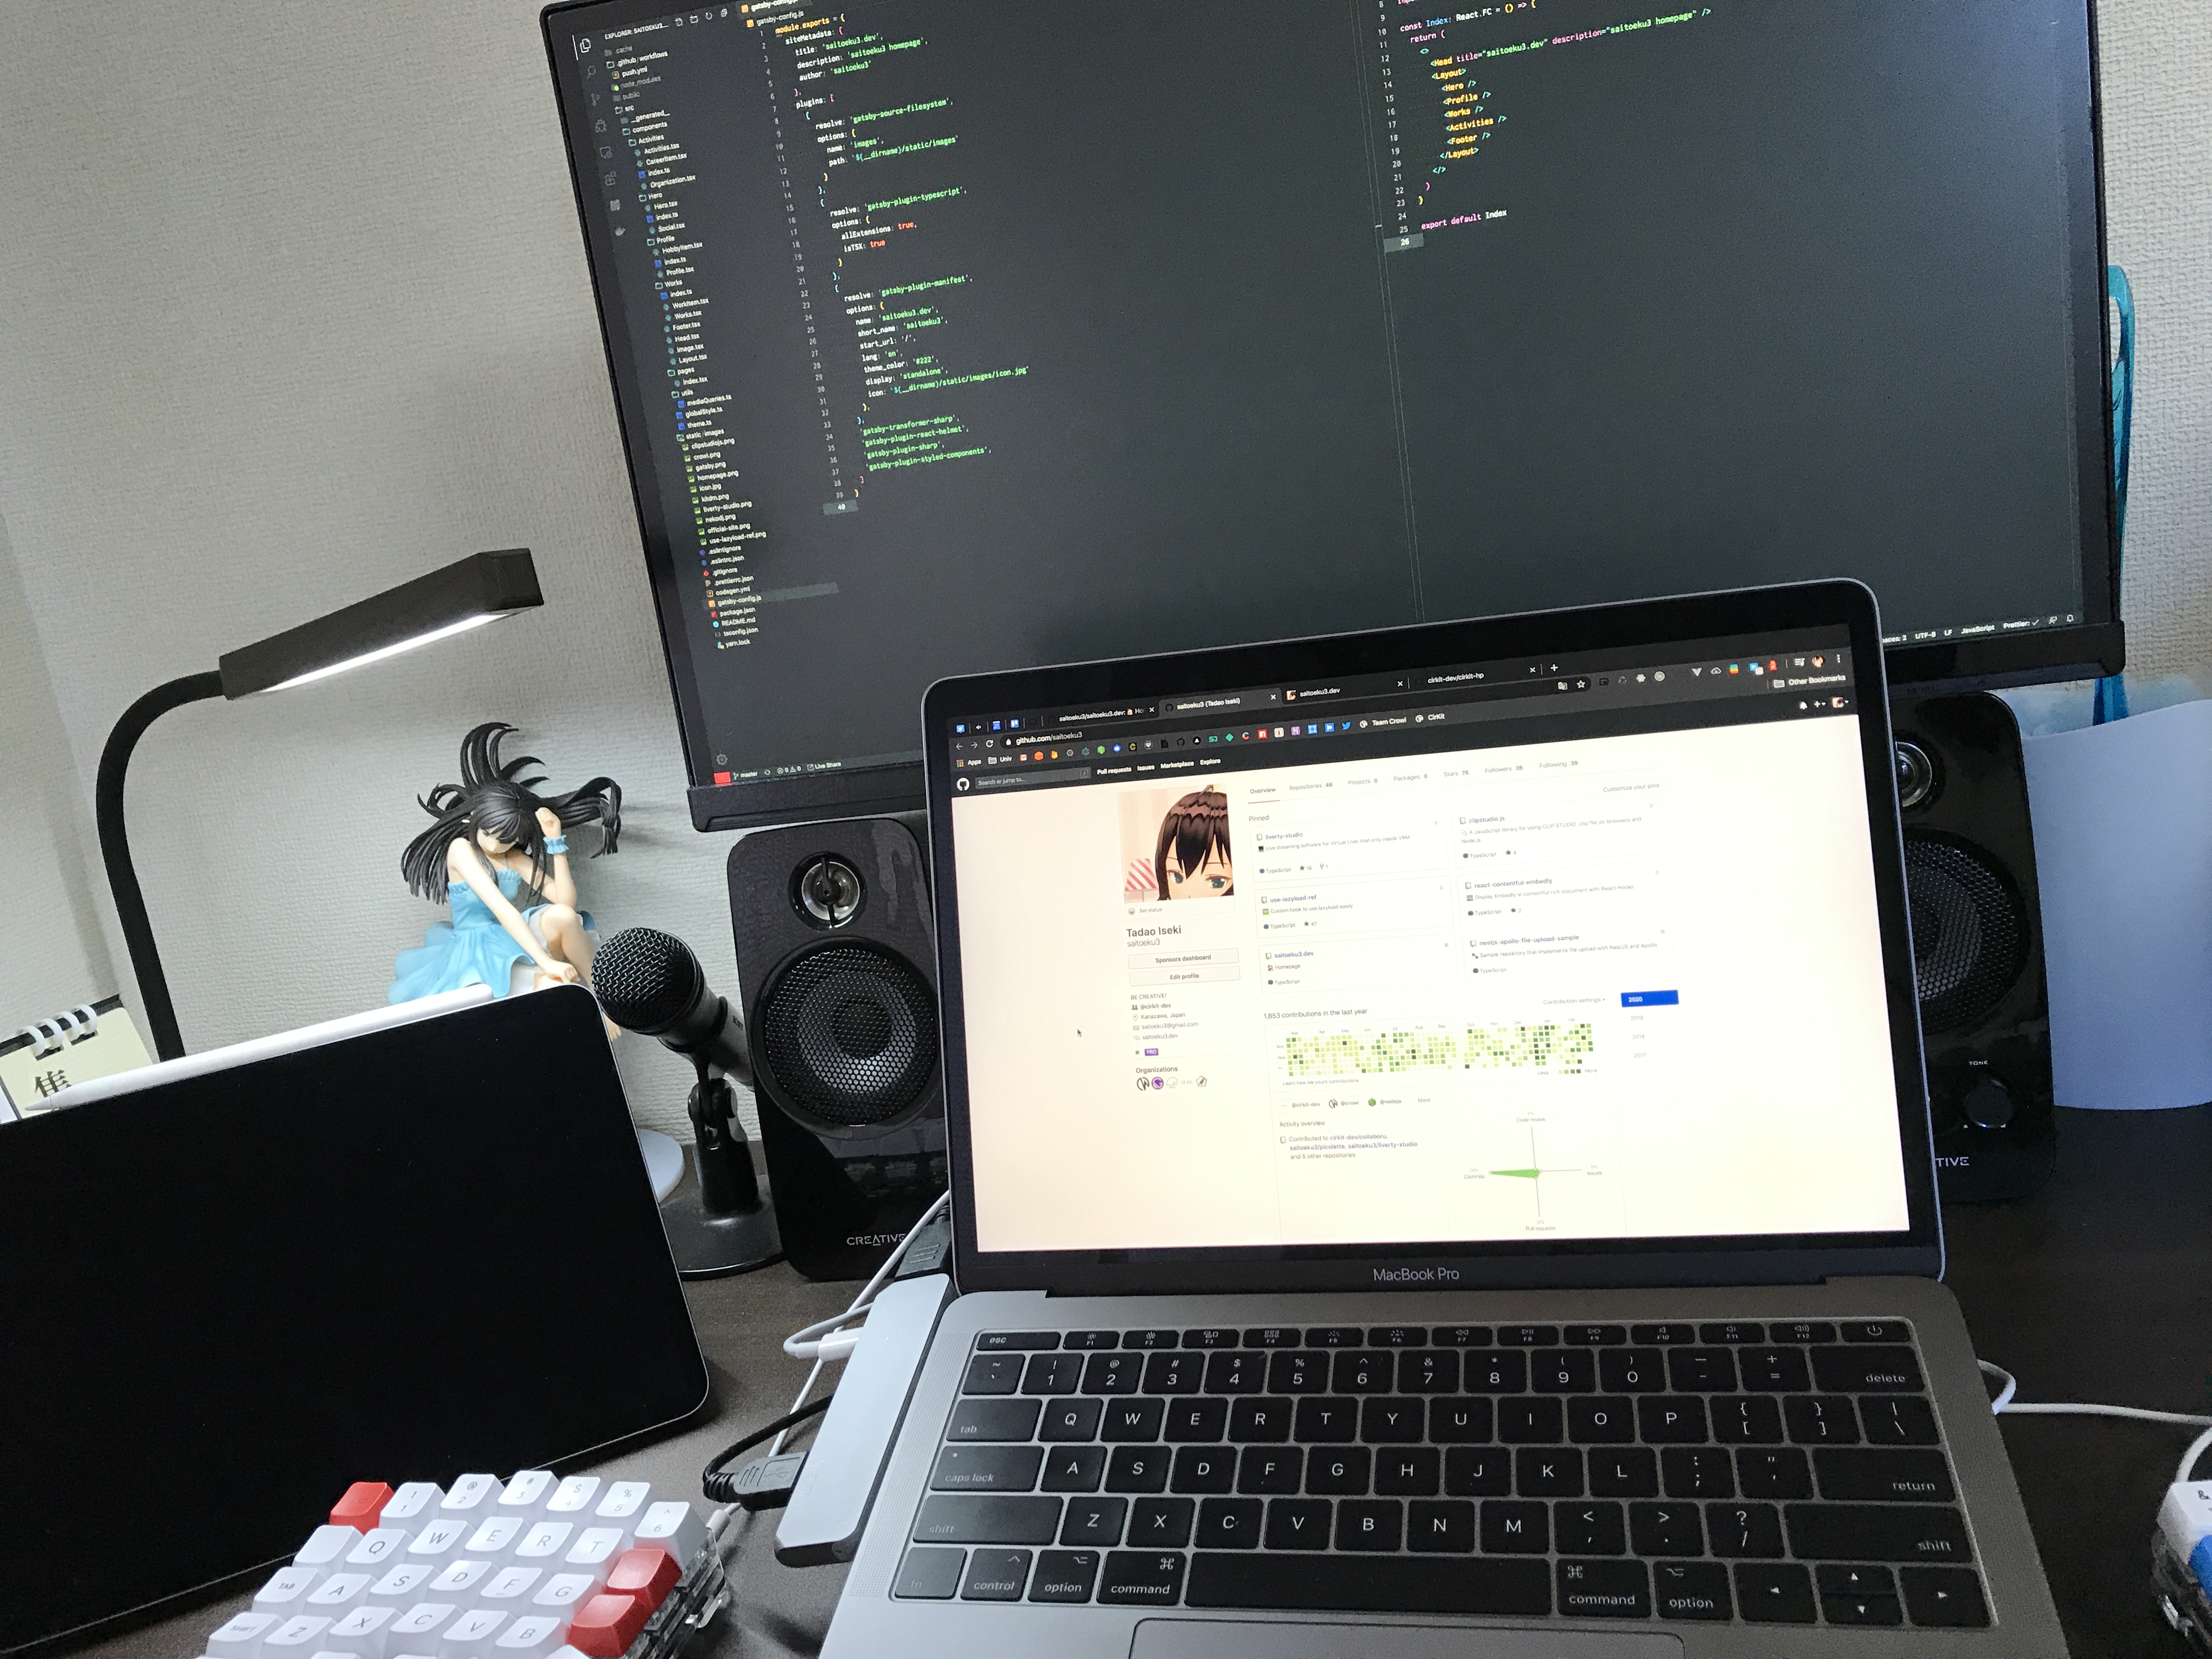 EXPLORER: SAITOEKU3...
.cache
.github/workflows
push.yml
node_modules
public
src
__generated__
components
Activities
Activities.tsx
CareerItem.tsx
index.ts
Organization.tsx
Hero
Hero.tsx
index.ts
Social.tsx
Profile
HobbyItem.tsx
index.ts
Profile.tsx
Works
index.ts
WorkItem.tsx
Works.tsx
Footer.tsx
Head.tsx
Image.tsx
Layout.tsx
pages
index.tsx
utils
mediaQueries.ts
globalStyle.ts
theme.ts
static/images
clipstudiojs.png
crowi.png
gatsby.png
homepage.png
icon.jpg
kitdm.png
liverty-studio.png
nekodj.png
official-site.png
use-lazyload-ref.png
.eslintignore
.eslintrc.json
.gitignore
.prettierrc.json
codegen.yml
gatsby-config.js
package.json
README.md
tsconfig.json
yarn.lock
master
0 0
Live Share
gatsby-config.js
1 module.exports = {
2 siteMetadata: {
3 title: 'saitoeku3.dev',
4 description: 'saitoeku3 homepage',
5 author: 'saitoeku3'
6 },
7 plugins: [
8 {
9 resolve: 'gatsby-source-filesystem',
10 options: {
11 name: 'images',
12 path: `${__dirname}/static/images`
13 }
14 },
15 {
16 resolve: 'gatsby-plugin-typescript',
17 options: {
18 allExtensions: true,
19 isTSX: true
20 }
21 },
22 {
23 resolve: 'gatsby-plugin-manifest',
24 options: {
25 name: 'saitoeku3.dev',
26 short_name: 'saitoeku3',
27 start_url: '/',
28 lang: 'en',
29 theme_color: '#222',
30 display: 'standalone',
31 icon: `${__dirname}/static/images/icon.jpg`
32 },
33 },
34 'gatsby-transformer-sharp',
35 'gatsby-plugin-react-helmet',
36 'gatsby-plugin-sharp',
37 'gatsby-plugin-styled-components',
38 ]
39 }
40
8
9
10 const Index: React.FC = () => {
11 return (
12 <>
13 <Head title="saitoeku3.dev" description="saitoeku3 homepage" />
14 <Layout>
15 <Hero />
16 <Profile />
17 <Works />
18 <Activities />
19 <Footer />
20 </Layout>
21 </>
22 )
23 }
24
25 export default Index
26
UTF-8 LF JavaScript Prettier: ✓
saitoeku3/saitoeku3.dev:
saitoeku3 (Tadao Iseki)
saitoeku3.dev
cirkit-dev/cirkit-hp
github.com/saitoeku3
Apps
Univ
Team Crowi
CirKit
Other Bookmarks
Search or jump to...
Pull requests Issues Marketplace Explore
Overview
Repositories 48
Projects 0
Packages 0
Stars 78
Followers 36
Following 39
Customize your pins
Pinned
liverty-studio
Live streaming software for Virtual Liver that only needs VRM
TypeScript
clipstudio.js
A JavaScript library for using CLIP STUDIO .clip file on browsers and
Node.js
TypeScript
use-lazyload-ref
Custom hook to use lazyload easily
TypeScript 47
react-contentful-embedly
Display Embedly in contentful rich document with React Hooks
TypeScript 2
saitoeku3.dev
Homepage
TypeScript
nestjs-apollo-file-upload-sample
Sample repository that implements file upload with NestJS and Apollo
TypeScript
Set status
Tadao Iseki
saitoeku3
Sponsors dashboard
Edit profile
BE CREATIVE!
@cirkit-dev
Kanazawa, Japan
saitoeku3@gmail.com
saitoeku3.dev
PRO
Organizations
1,853 contributions in the last year
Contribution settings
2020
2019
2018
2017
Learn how we count contributions
Less
More
@cirkit-dev
@crowi
@nodejs
More
Activity overview
Contributed to cirkit-dev/collaboru,
saitoeku3/picolette, saitoeku3/liverty-studio
and 5 other repositories
Code review
Commits
Issues
Pull requests
MacBook Pro
CREATIVE
TONE
TIVE
esc F1 F2 F3 F4 F5 F6 F7 F8 F9 F10 F11 F12
~ ` ! 1 @ 2 # 3 $ 4 % 5 ^ 6 & 7 * 8 ( 9 ) 0 — - + = delete
tab Q W E R T Y U I O P { [ } ] | \
caps lock A S D F G H J K L : ; " ' return
shift Z X C V B N M < , > . ? / shift
fn control option command command option
! 1 @ 2 # 3 $ 4 % 5 ^ 6
Q W E R T
TAB A S D F G
SHIFT Z X C V B
&